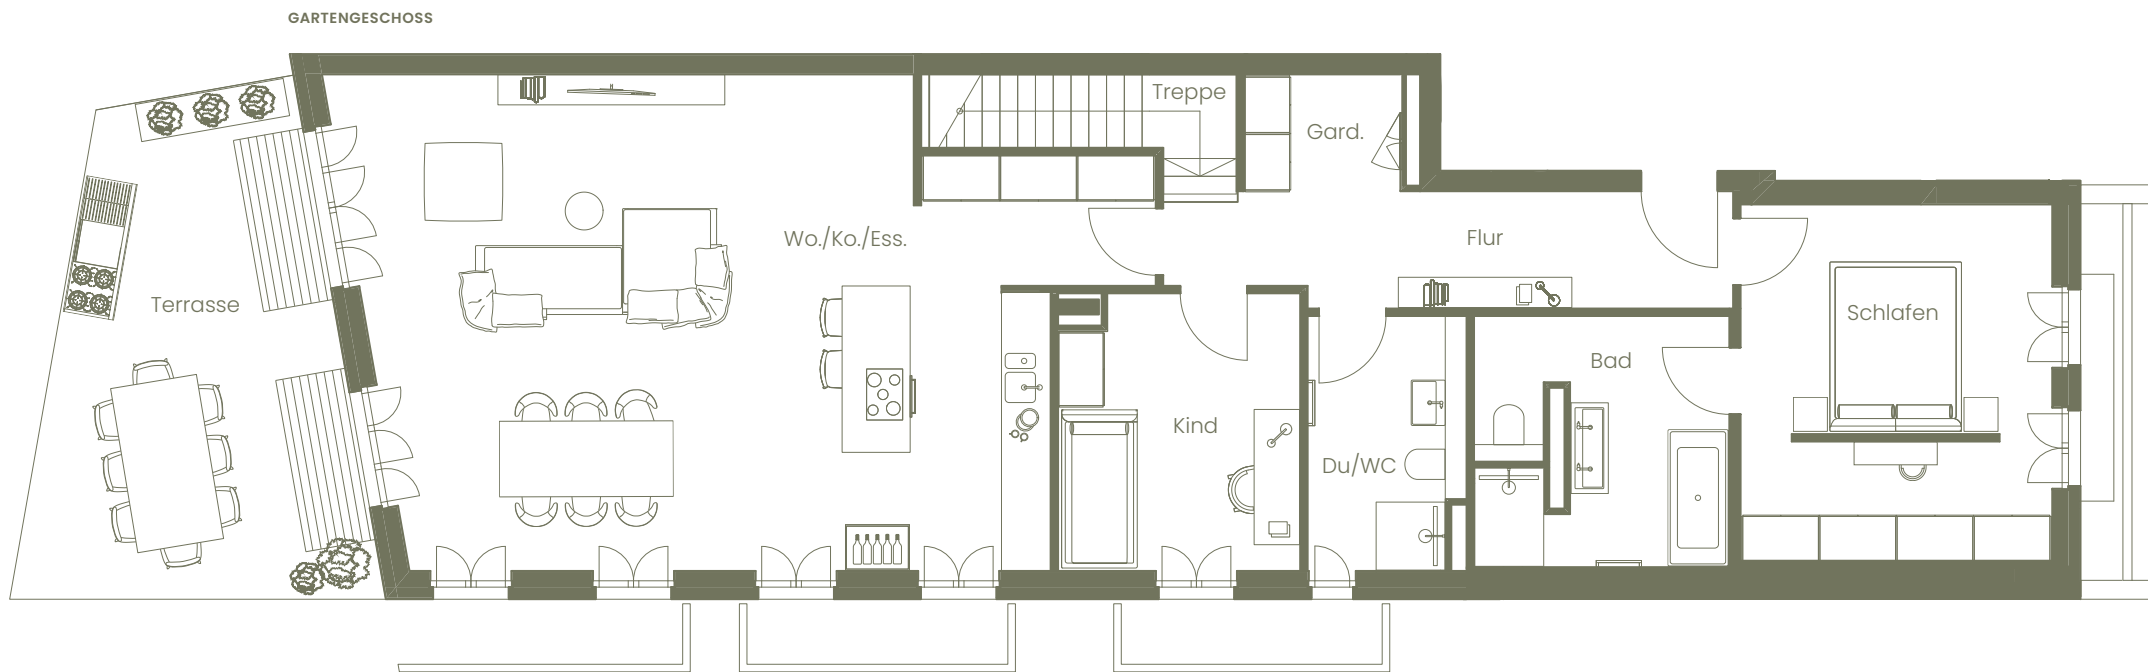 GARTENGESCHOSS
Treppe
Gard.
Wo./Ko./Ess.
Flur
Terrasse
Schlafen
Bad
Kind
Du/WC